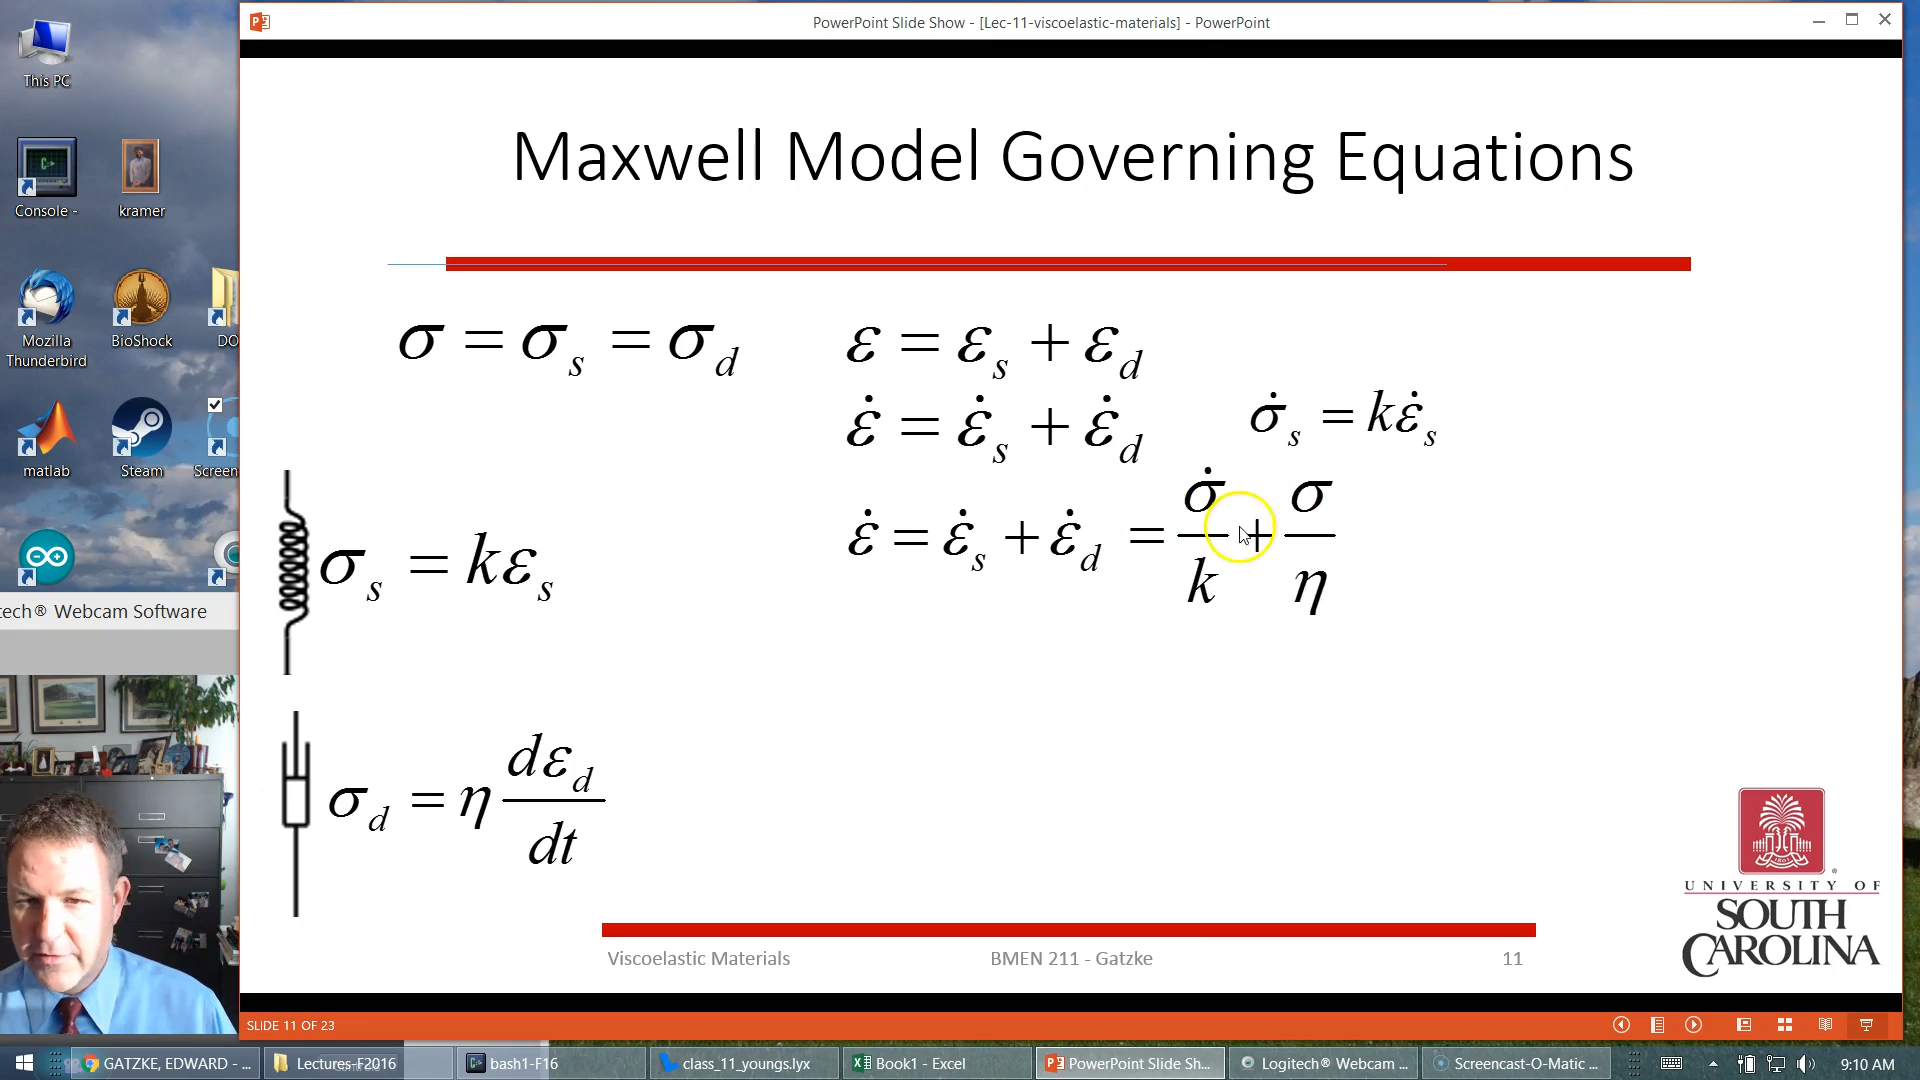 PowerPoint Slide Show - [Lec-11-viscoelastic-materials] - PowerPoint
This PC
Console -
kramer
Mozilla Thunderbird
BioShock
DO
matlab
Steam
Screen
tech® Webcam Software
Maxwell Model Governing Equations
σ = σ_s = σ_d
ε = ε_s + ε_d
ε̇ = ε̇_s + ε̇_d
σ̇_s = kε̇_s
ε̇ = ε̇_s + ε̇_d = σ̇/k + σ/η
σ_s = kε_s
σ_d = η dε_d/dt
UNIVERSITY OF
SOUTH
CAROLINA
Viscoelastic Materials
BMEN 211 - Gatzke
11
SLIDE 11 OF 23
GATZKE, EDWARD - ...
Lectures-F2016
bash1-F16
class_11_youngs.lyx
Book1 - Excel
PowerPoint Slide Sh...
Logitech® Webcam ...
Screencast-O-Matic ...
9:10 AM